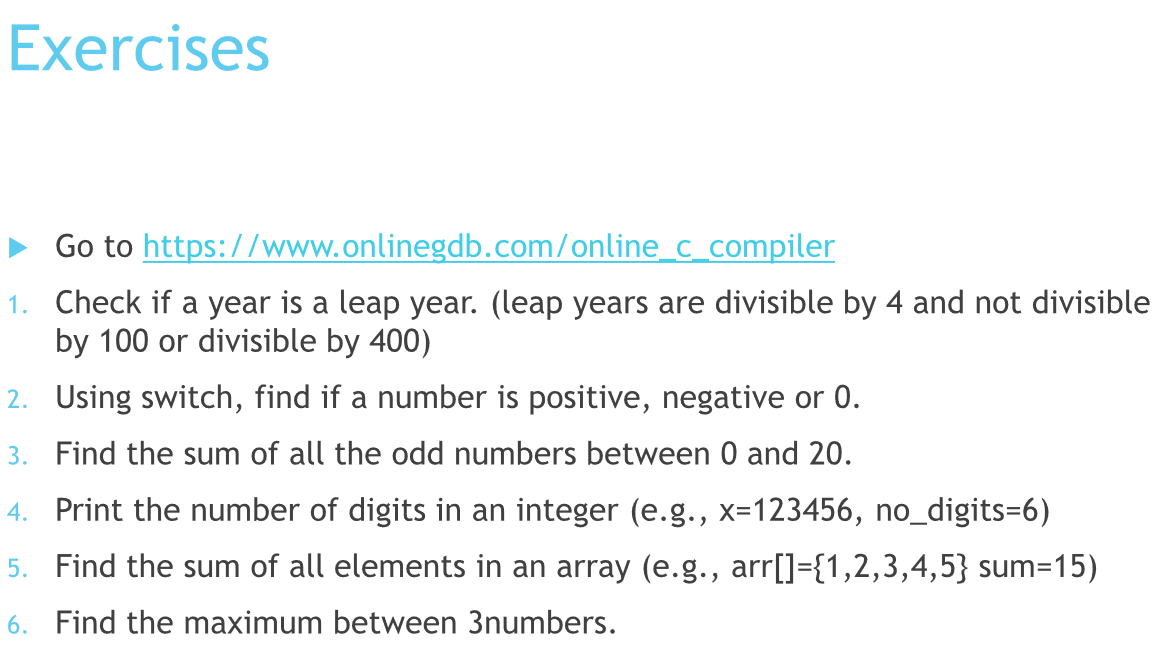 Exercises
Go to https://www.onlinegdb.com/online_c_compiler
1. Check if a year is a leap year. (leap years are divisible by 4 and not divisible
by 100 or divisible by 400)
2. Using switch, find if a number is positive, negative or 0.
3. Find the sum of all the odd numbers between 0 and 20.
4. Print the number of digits in an integer (e.g., x=123456, no_digits=6)
5. Find the sum of all elements in an array (e.g., arr[]={1,2,3,4,5} sum=15)
6. Find the maximum between 3numbers.